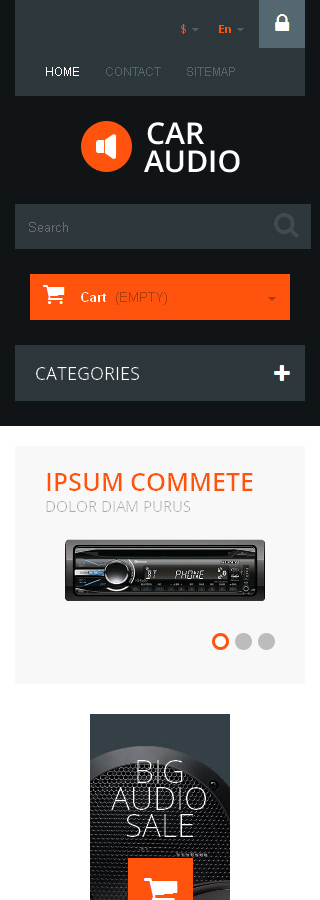 $ En
HOME CONTACT SITEMAP
CAR
AUDIO
Search
Cart (EMPTY)
CATEGORIES
IPSUM COMMETE
DOLOR DIAM PURUS
BT PHONE
BIG
AUDIO
SALE